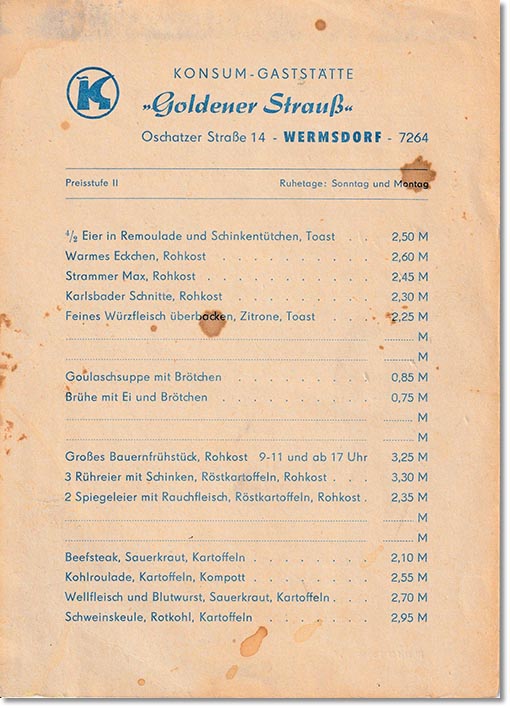 K
KONSUM-GASTSTÄTTE
„Goldener Strauß“
Oschatzer Straße 14 - WERMSDORF - 7264
Preisstufe II Ruhetage: Sonntag und Montag
4/2 Eier in Remoulade und Schinkentütchen, Toast . . . 2,50 M
Warmes Eckchen, Rohkost . . . . . . . . . 2,60 M
Strammer Max, Rohkost . . . . . . . . . . 2,45 M
Karlsbader Schnitte, Rohkost . . . . . . . . 2,30 M
Feines Würzfleisch überbacken, Zitrone, Toast . . . . 2,25 M
M
M
Goulaschsuppe mit Brötchen . . . . . . . . 0,85 M
Brühe mit Ei und Brötchen . . . . . . . . . 0,75 M
M
M
Großes Bauernfrühstück, Rohkost 9-11 und ab 17 Uhr 3,25 M
3 Rühreier mit Schinken, Röstkartoffeln, Rohkost . . . 3,30 M
2 Spiegeleier mit Rauchfleisch, Röstkartoffeln, Rohkost . 2,35 M
M
M
Beefsteak, Sauerkraut, Kartoffeln . . . . . . . 2,10 M
Kohlroulade, Kartoffeln, Kompott . . . . . . . 2,55 M
Wellfleisch und Blutwurst, Sauerkraut, Kartoffeln . . . 2,70 M
Schweinskeule, Rotkohl, Kartoffeln . . . . . . 2,95 M